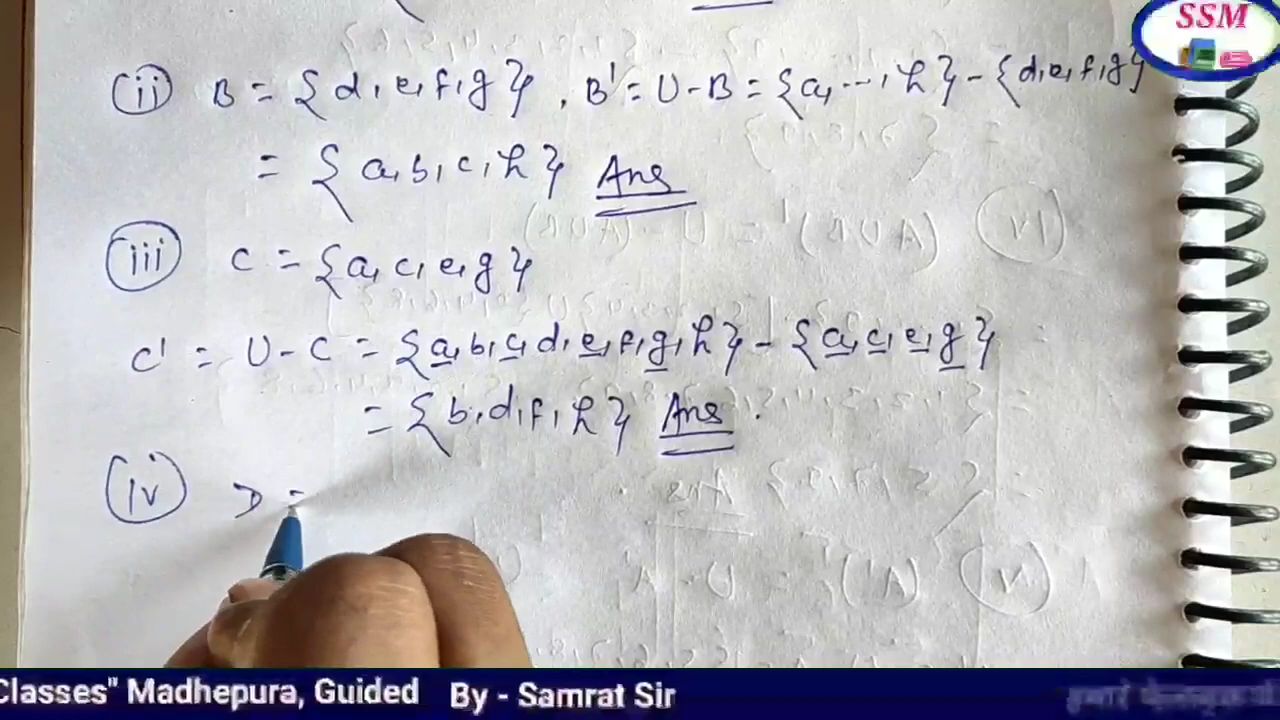 SSM
(ii) B = {d, e, f, g}, B' = U - B = {a, ---, h} - {d, e, f, g}
= {a, b, c, h} Ans
(iii) C = {a, c, e, g}
C' = U - C = {a, b, c, d, e, f, g, h} - {a, c, e, g}
= {b, d, f, h} Ans.
(iv) D =
Classes" Madhepura, Guided By - Samrat Sir